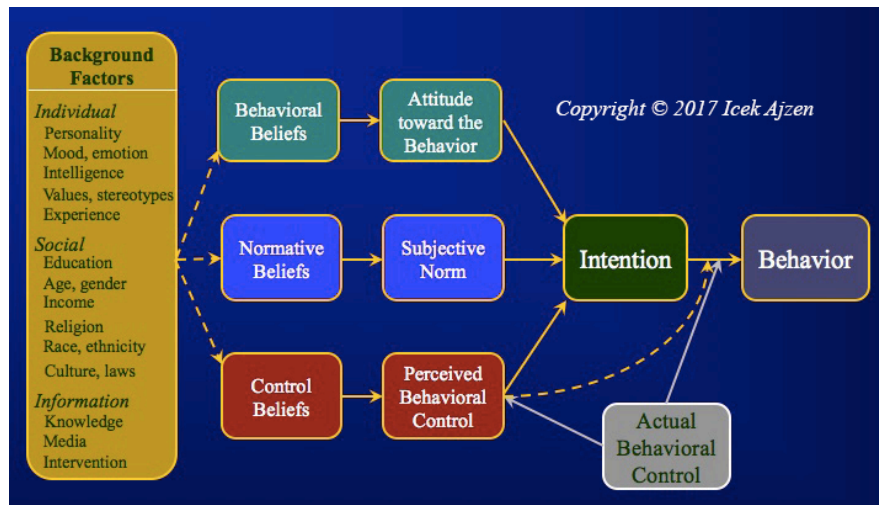 Background
Factors
Individual
Personality
Mood, emotion
Intelligence
Values, stereotypes
Experience
Social
Education
Age, gender
Income
Religion
Race, ethnicity
Culture, laws
Information
Knowledge
Media
Intervention
Behavioral
Beliefs
Attitude
toward the
Behavior
Copyright © 2017 Icek Ajzen
Normative
Beliefs
Subjective
Norm
Intention
Behavior
Control
Beliefs
Perceived
Behavioral
Control
Actual
Behavioral
Control